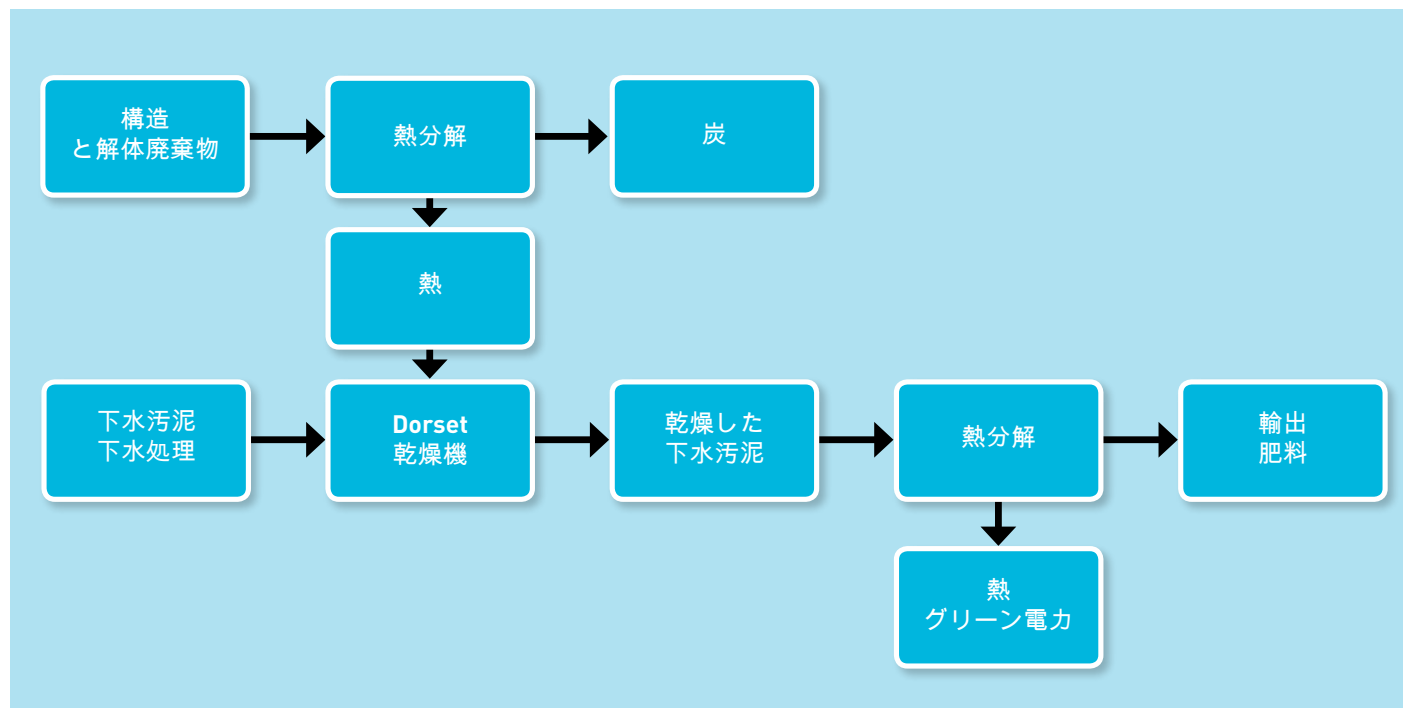 構造
と解体廃棄物
熱分解
炭
熱
下水汚泥
下水処理
Dorset
乾燥機
乾燥した
下水汚泥
熱分解
輸出
肥料
熱
グリーン電力